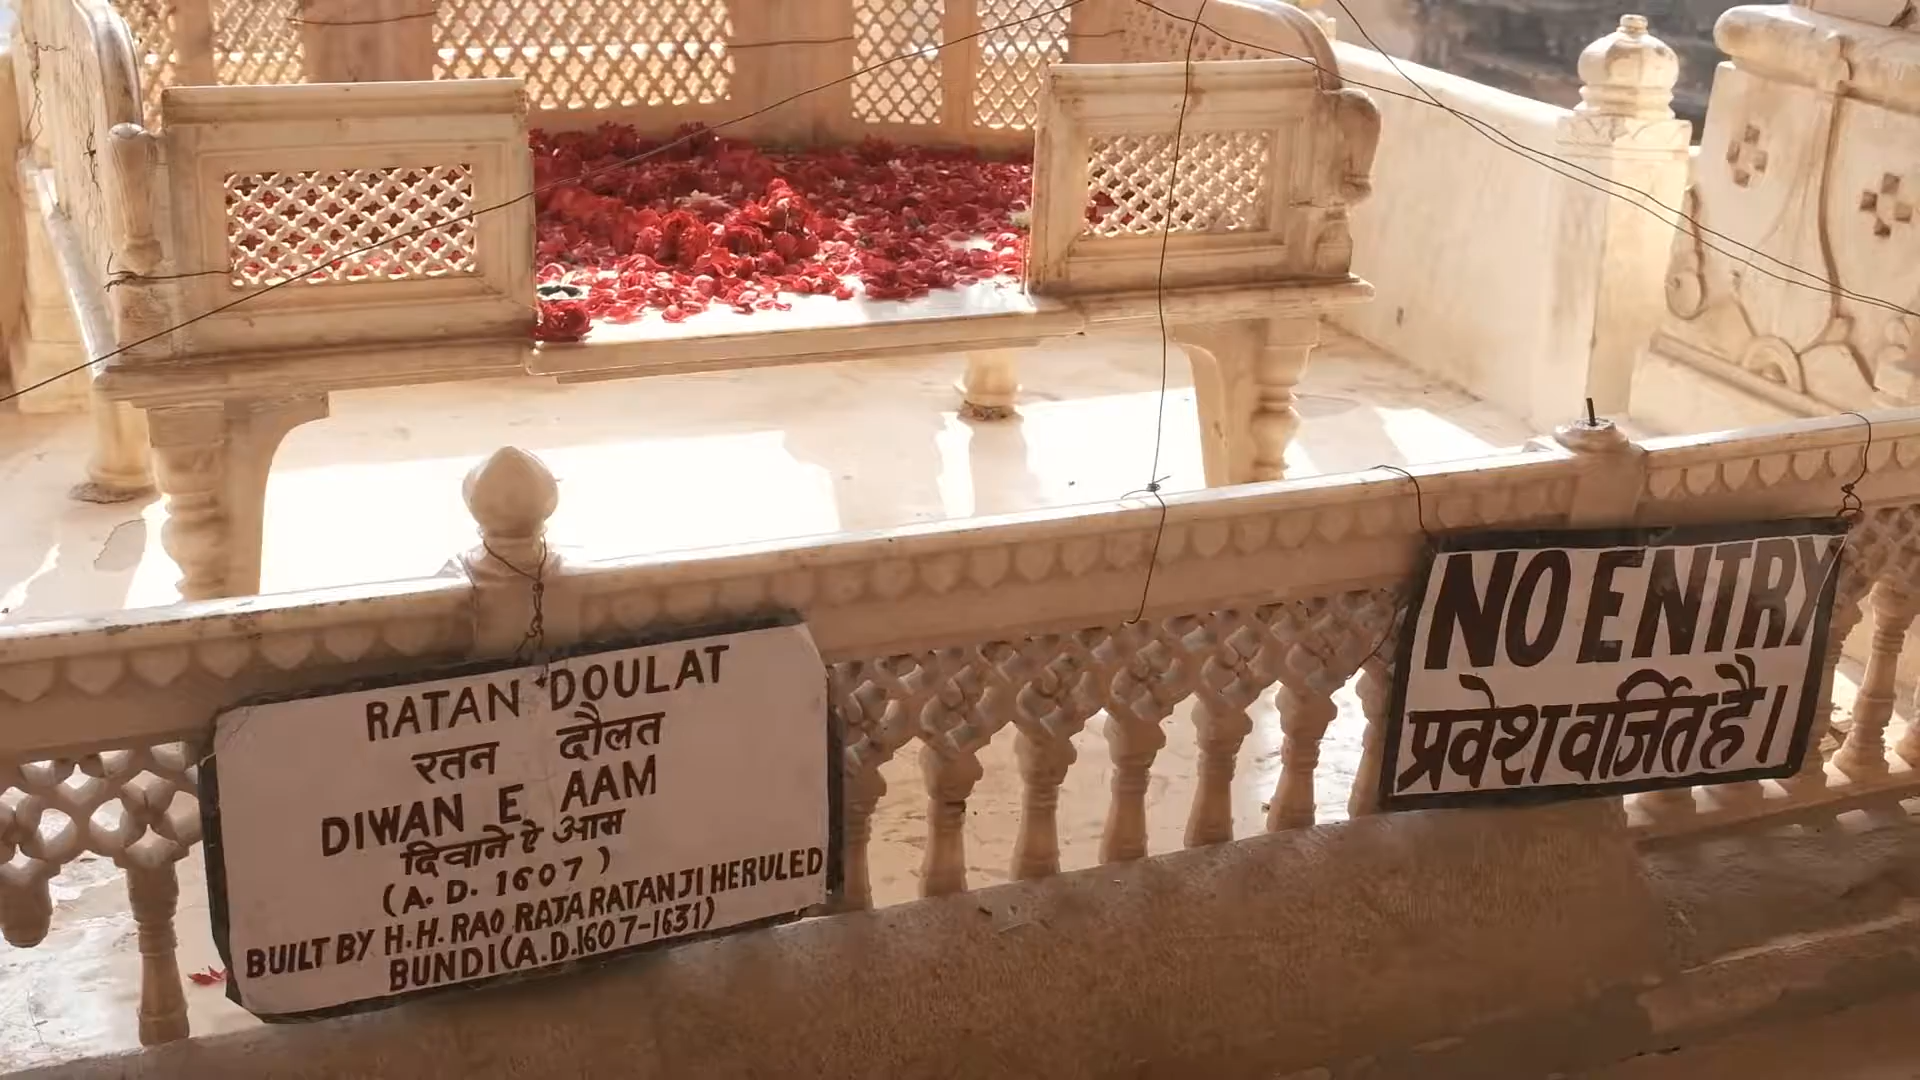 RATAN DOULAT
रतन दौलत
DIWAN E AAM
दिवाने ऐ आम
(A. D. 1607)
BUILT BY H.H. RAO RAJA RATANJI HERULED
BUNDI (A.D.1607-1631)
NO ENTRY
प्रवेश वर्जित है।